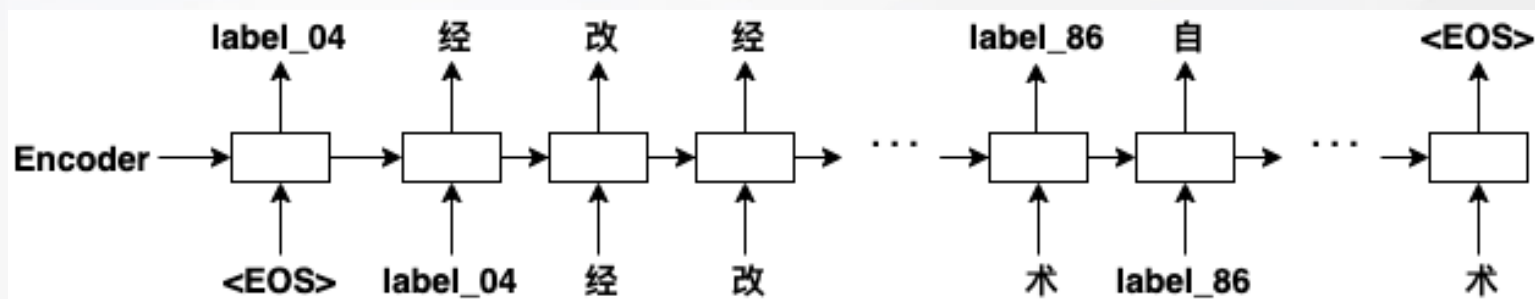 label_04 经 改 经 label_86 自 <EOS>
Encoder ... ...
<EOS> label_04 经 改 术 label_86 术